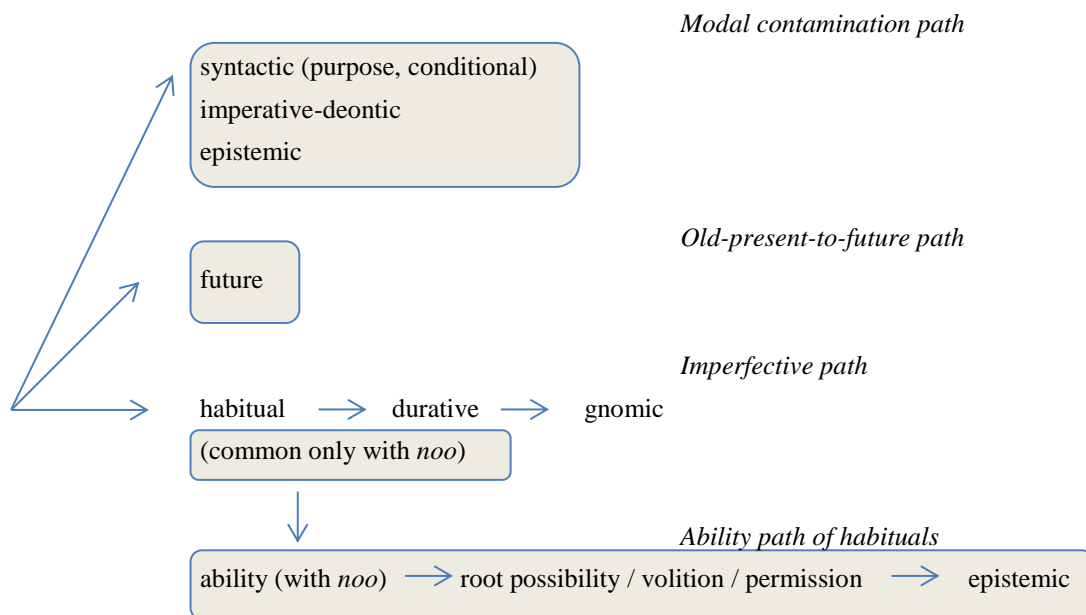 Modal contamination path
syntactic (purpose, conditional)
imperative-deontic
epistemic
Old-present-to-future path
future
Imperfective path
habitual durative gnomic
(common only with noo)
Ability path of habituals
ability (with noo) root possibility / volition / permission epistemic